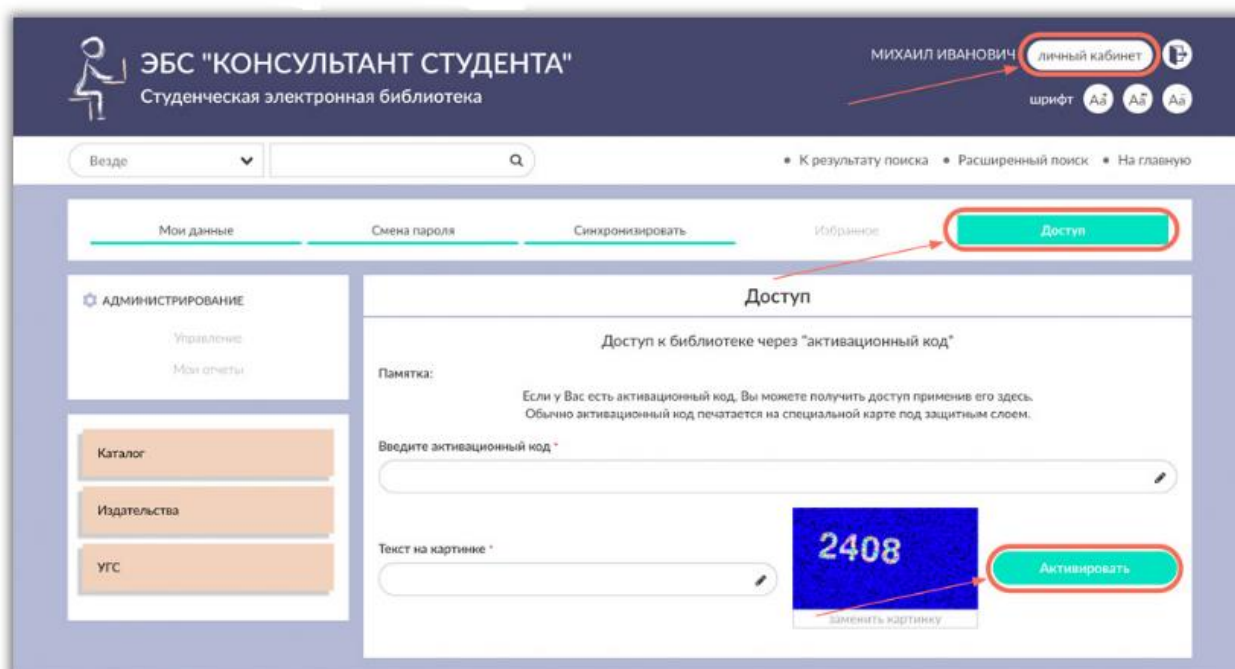 ЭБС "КОНСУЛЬТАНТ СТУДЕНТА"
Студенческая электронная библиотека
МИХАИЛ ИВАНОВИЧ личный кабинет
шрифт Aa Aa Aa
Везде
• К результату поиска • Расширенный поиск • На главную
Мои данные Смена пароля Синхронизировать Избранное Доступ
АДМИНИСТРИРОВАНИЕ
Управление
Мои отчеты
Каталог
Издательства
УГС
Доступ
Доступ к библиотеке через "активационный код"
Памятка:
Если у Вас есть активационный код, Вы можете получить доступ применив его здесь.
Обычно активационный код печатается на специальной карте под защитным слоем.
Введите активационный код *
Текст на картинке *
2408
заменить картинку
Активировать